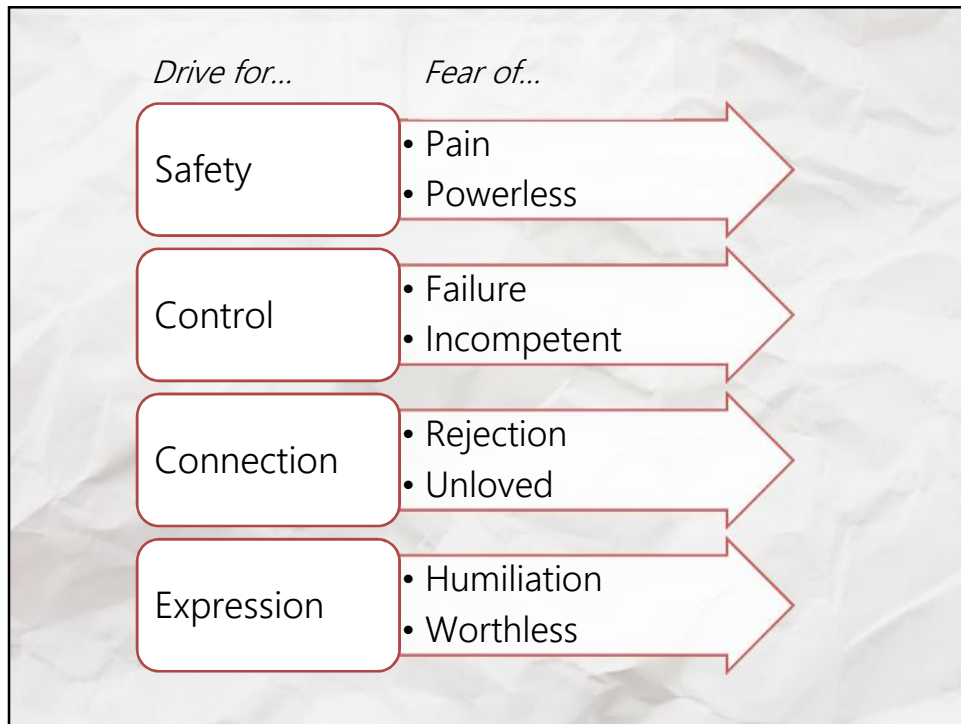 Drive for...
Fear of...
Safety
• Pain
• Powerless
Control
• Failure
• Incompetent
Connection
• Rejection
• Unloved
Expression
• Humiliation
• Worthless